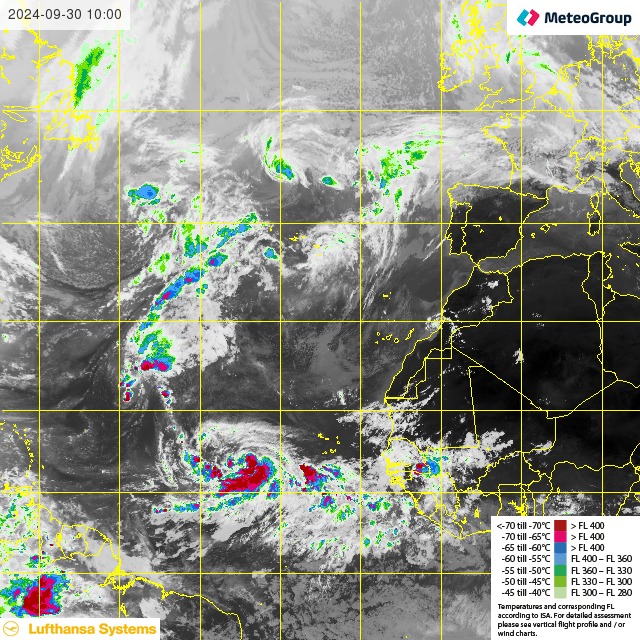 2024-09-30 10:00
MeteoGroup
<-70 till -70°C > FL 400
-70 till -65°C > FL 400
-65 till -60°C > FL 400
-60 till -55°C FL 400 – FL 360
-55 till -50°C FL 360 – FL 330
-50 till -45°C FL 330 – FL 300
-45 till -40°C FL 300 – FL 280
Temperatures and corresponding FL
according to ISA. For detailed assessment
please see vertical flight profile and / or
wind charts.
Lufthansa Systems